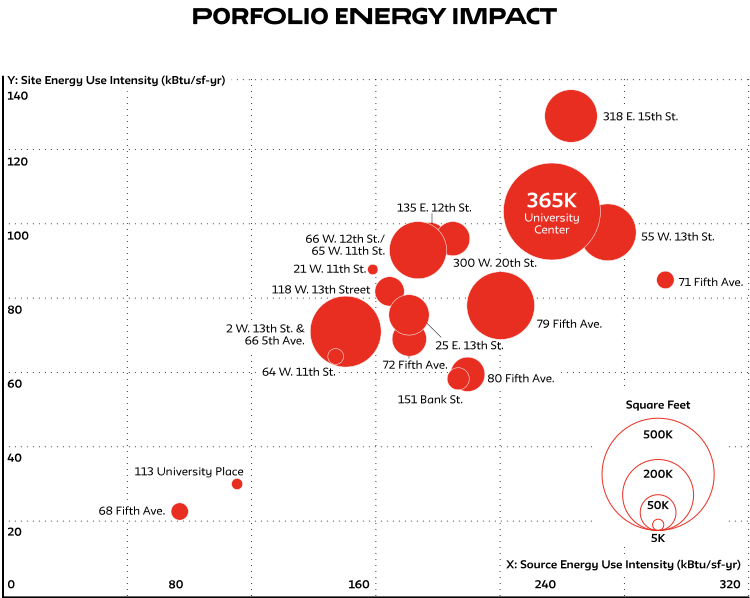 PORFOLIO ENERGY IMPACT
Y: Site Energy Use Intensity (kBtu/sf-yr)
140
318 E. 15th St.
120
365K
University
Center
135 E. 12th St.
100
66 W. 12th St./
65 W. 11th St.
55 W. 13th St.
300 W. 20th St.
21 W. 11th St.
71 Fifth Ave.
118 W. 13th Street
80
79 Fifth Ave.
2 W. 13th St. &
66 5th Ave.
25 E. 13th St.
72 Fifth Ave.
64 W. 11th St.
80 Fifth Ave.
60
151 Bank St.
Square Feet
500K
200K
50K
5K
40
113 University Place
68 Fifth Ave.
20
X: Source Energy Use Intensity (kBtu/sf-yr)
0
80
160
240
320